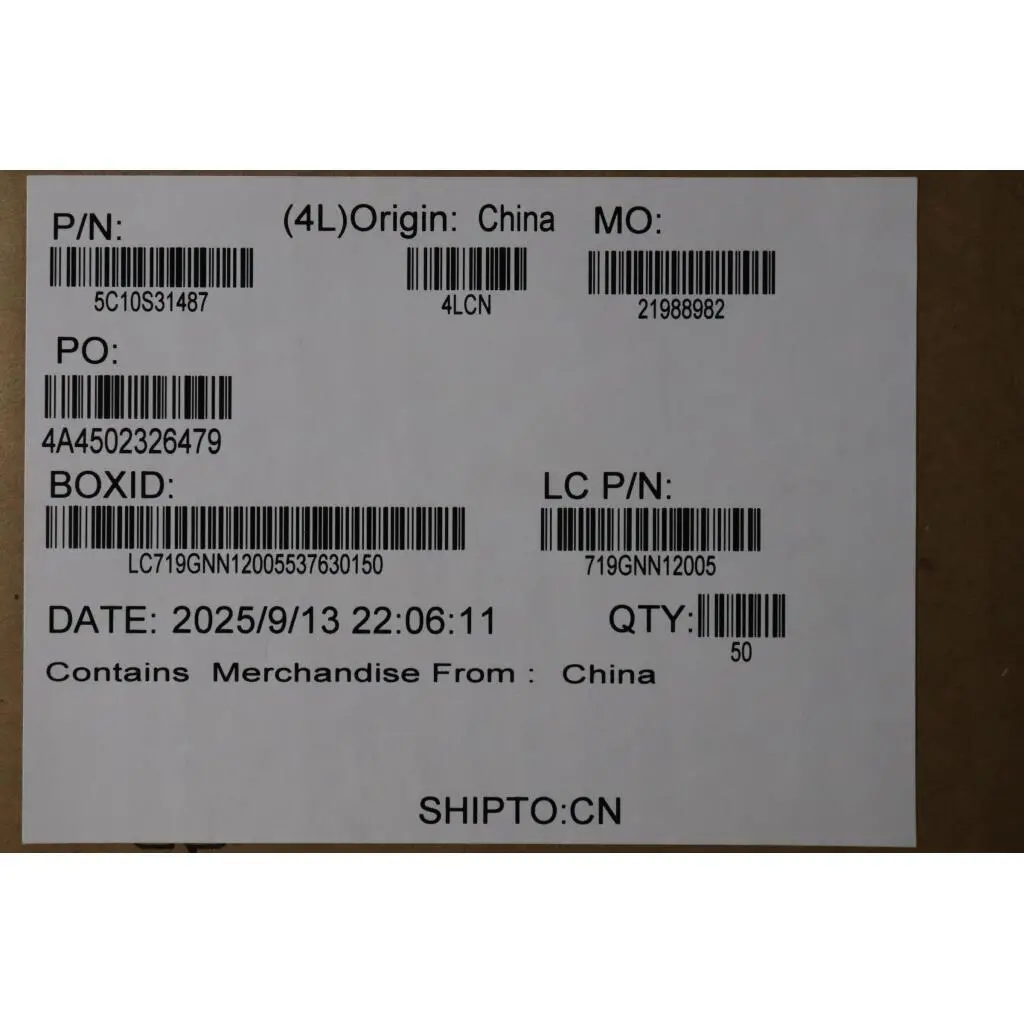 P/N: (4L)Origin: China MO:
5C10S31487 4LCN 21988982
PO:
4A4502326479
BOXID: LC P/N:
LC719GNN12005537630150 719GNN12005
DATE: 2025/9/13 22:06:11 QTY:
50
Contains Merchandise From : China
SHIPTO:CN